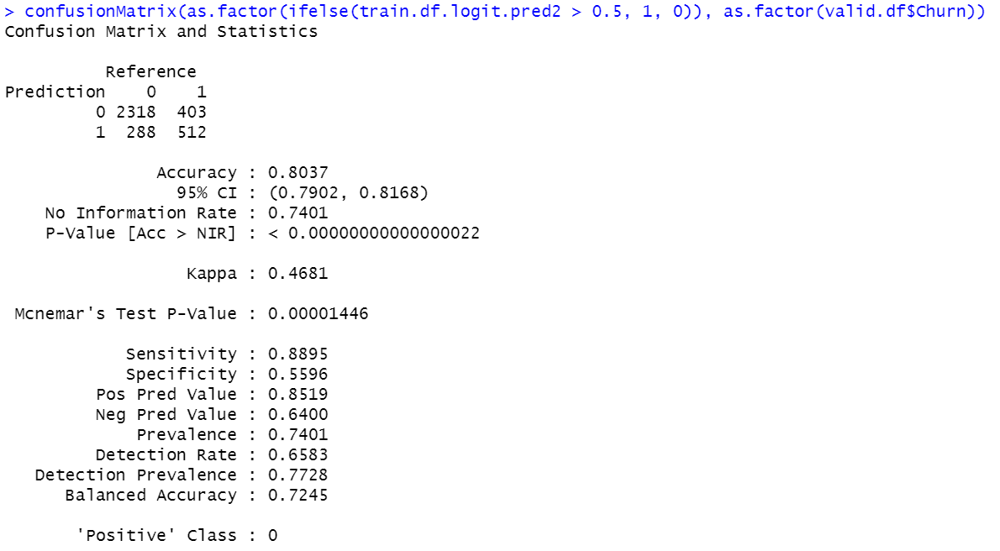 > confusionMatrix(as.factor(ifelse(train.df.logit.pred2 > 0.5, 1, 0)), as.factor(valid.df$Churn))
Confusion Matrix and Statistics
Reference
Prediction 0 1
0 2318 403
1 288 512
Accuracy : 0.8037
95% CI : (0.7902, 0.8168)
No Information Rate : 0.7401
P-Value [Acc > NIR] : < 0.00000000000000022
Kappa : 0.4681
Mcnemar's Test P-Value : 0.00001446
Sensitivity : 0.8895
Specificity : 0.5596
Pos Pred Value : 0.8519
Neg Pred Value : 0.6400
Prevalence : 0.7401
Detection Rate : 0.6583
Detection Prevalence : 0.7728
Balanced Accuracy : 0.7245
'Positive' Class : 0